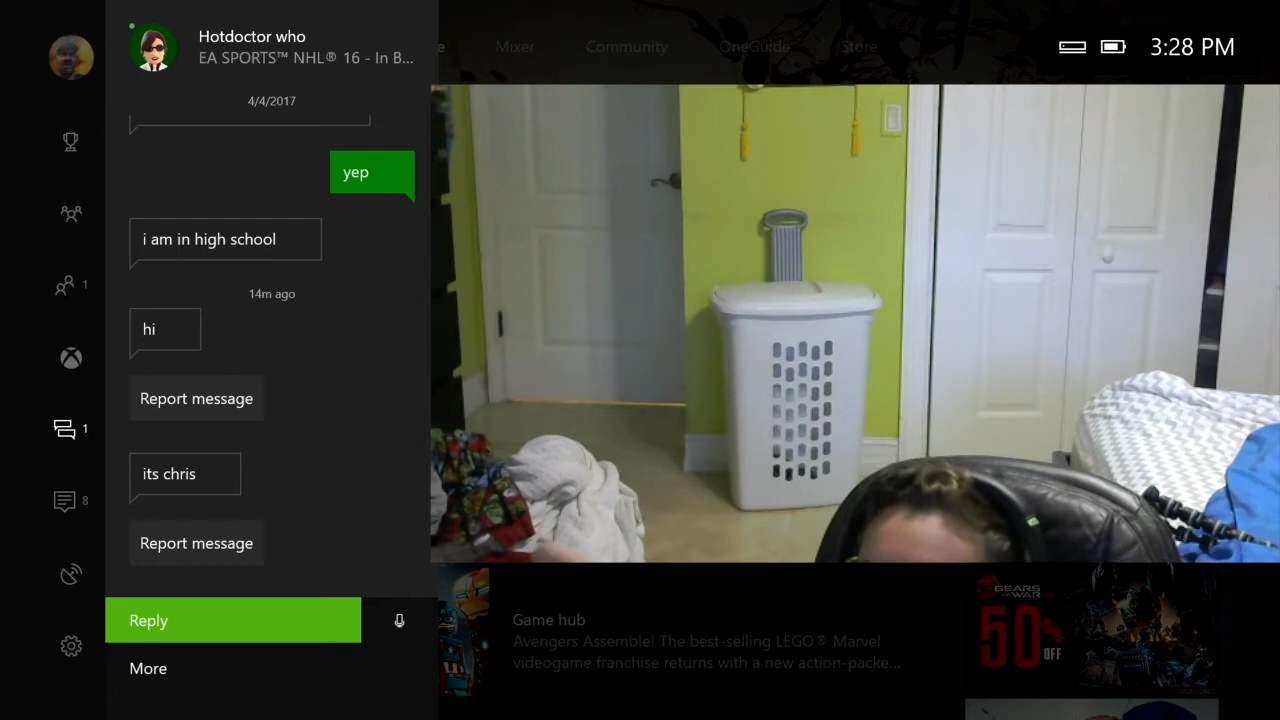 Hotdoctor who
EA SPORTS™ NHL® 16 - In B...
4/4/2017
yep
i am in high school
14m ago
hi
Report message
its chris
Report message
Reply
More
1
1
8
e
Mixer
Community
OneGuide
Store
3:28 PM
Game hub
Avengers Assemble! The best-selling LEGO® Marvel
videogame franchise returns with a new action-packe...
GEARS
OF WAR
50%
OFF
SPONSORED